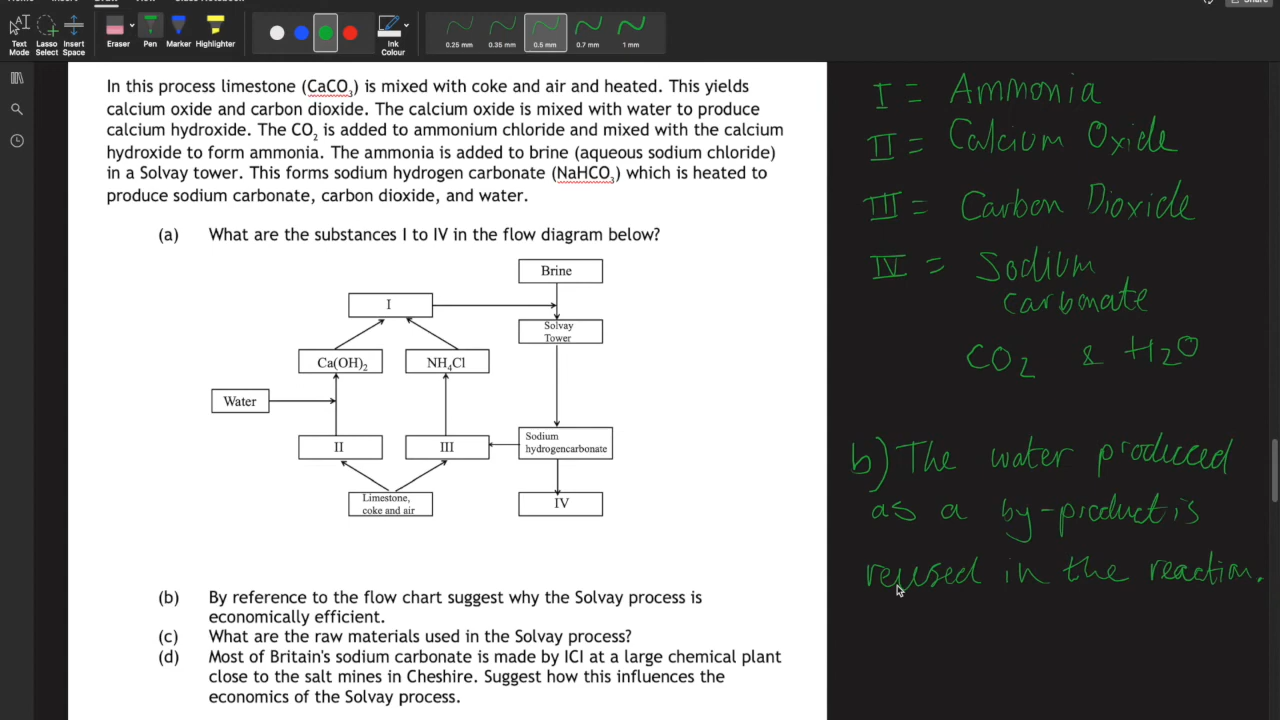 Text
Mode
Lasso
Select
Insert
Space
Eraser
Pen
Marker
Highlighter
Ink
Colour
0.25 mm
0.35 mm
0.5 mm
0.7 mm
1 mm
In this process limestone (CaCO₃) is mixed with coke and air and heated. This yields
calcium oxide and carbon dioxide. The calcium oxide is mixed with water to produce
calcium hydroxide. The CO₂ is added to ammonium chloride and mixed with the calcium
hydroxide to form ammonia. The ammonia is added to brine (aqueous sodium chloride)
in a Solvay tower. This forms sodium hydrogen carbonate (NaHCO₃) which is heated to
produce sodium carbonate, carbon dioxide, and water.
(a) What are the substances I to IV in the flow diagram below?
Brine
I
Solvay
Tower
Ca(OH)₂
NH₄Cl
Water
II
III
Sodium
hydrogencarbonate
Limestone,
coke and air
IV
(b) By reference to the flow chart suggest why the Solvay process is
economically efficient.
(c) What are the raw materials used in the Solvay process?
(d) Most of Britain's sodium carbonate is made by ICI at a large chemical plant
close to the salt mines in Cheshire. Suggest how this influences the
economics of the Solvay process.
I = Ammonia
II = Calcium Oxide
III = Carbon Dioxide
IV = Sodium
carbonate
CO₂ & H₂O
b) The water produced
as a by-product is
reused in the reaction.